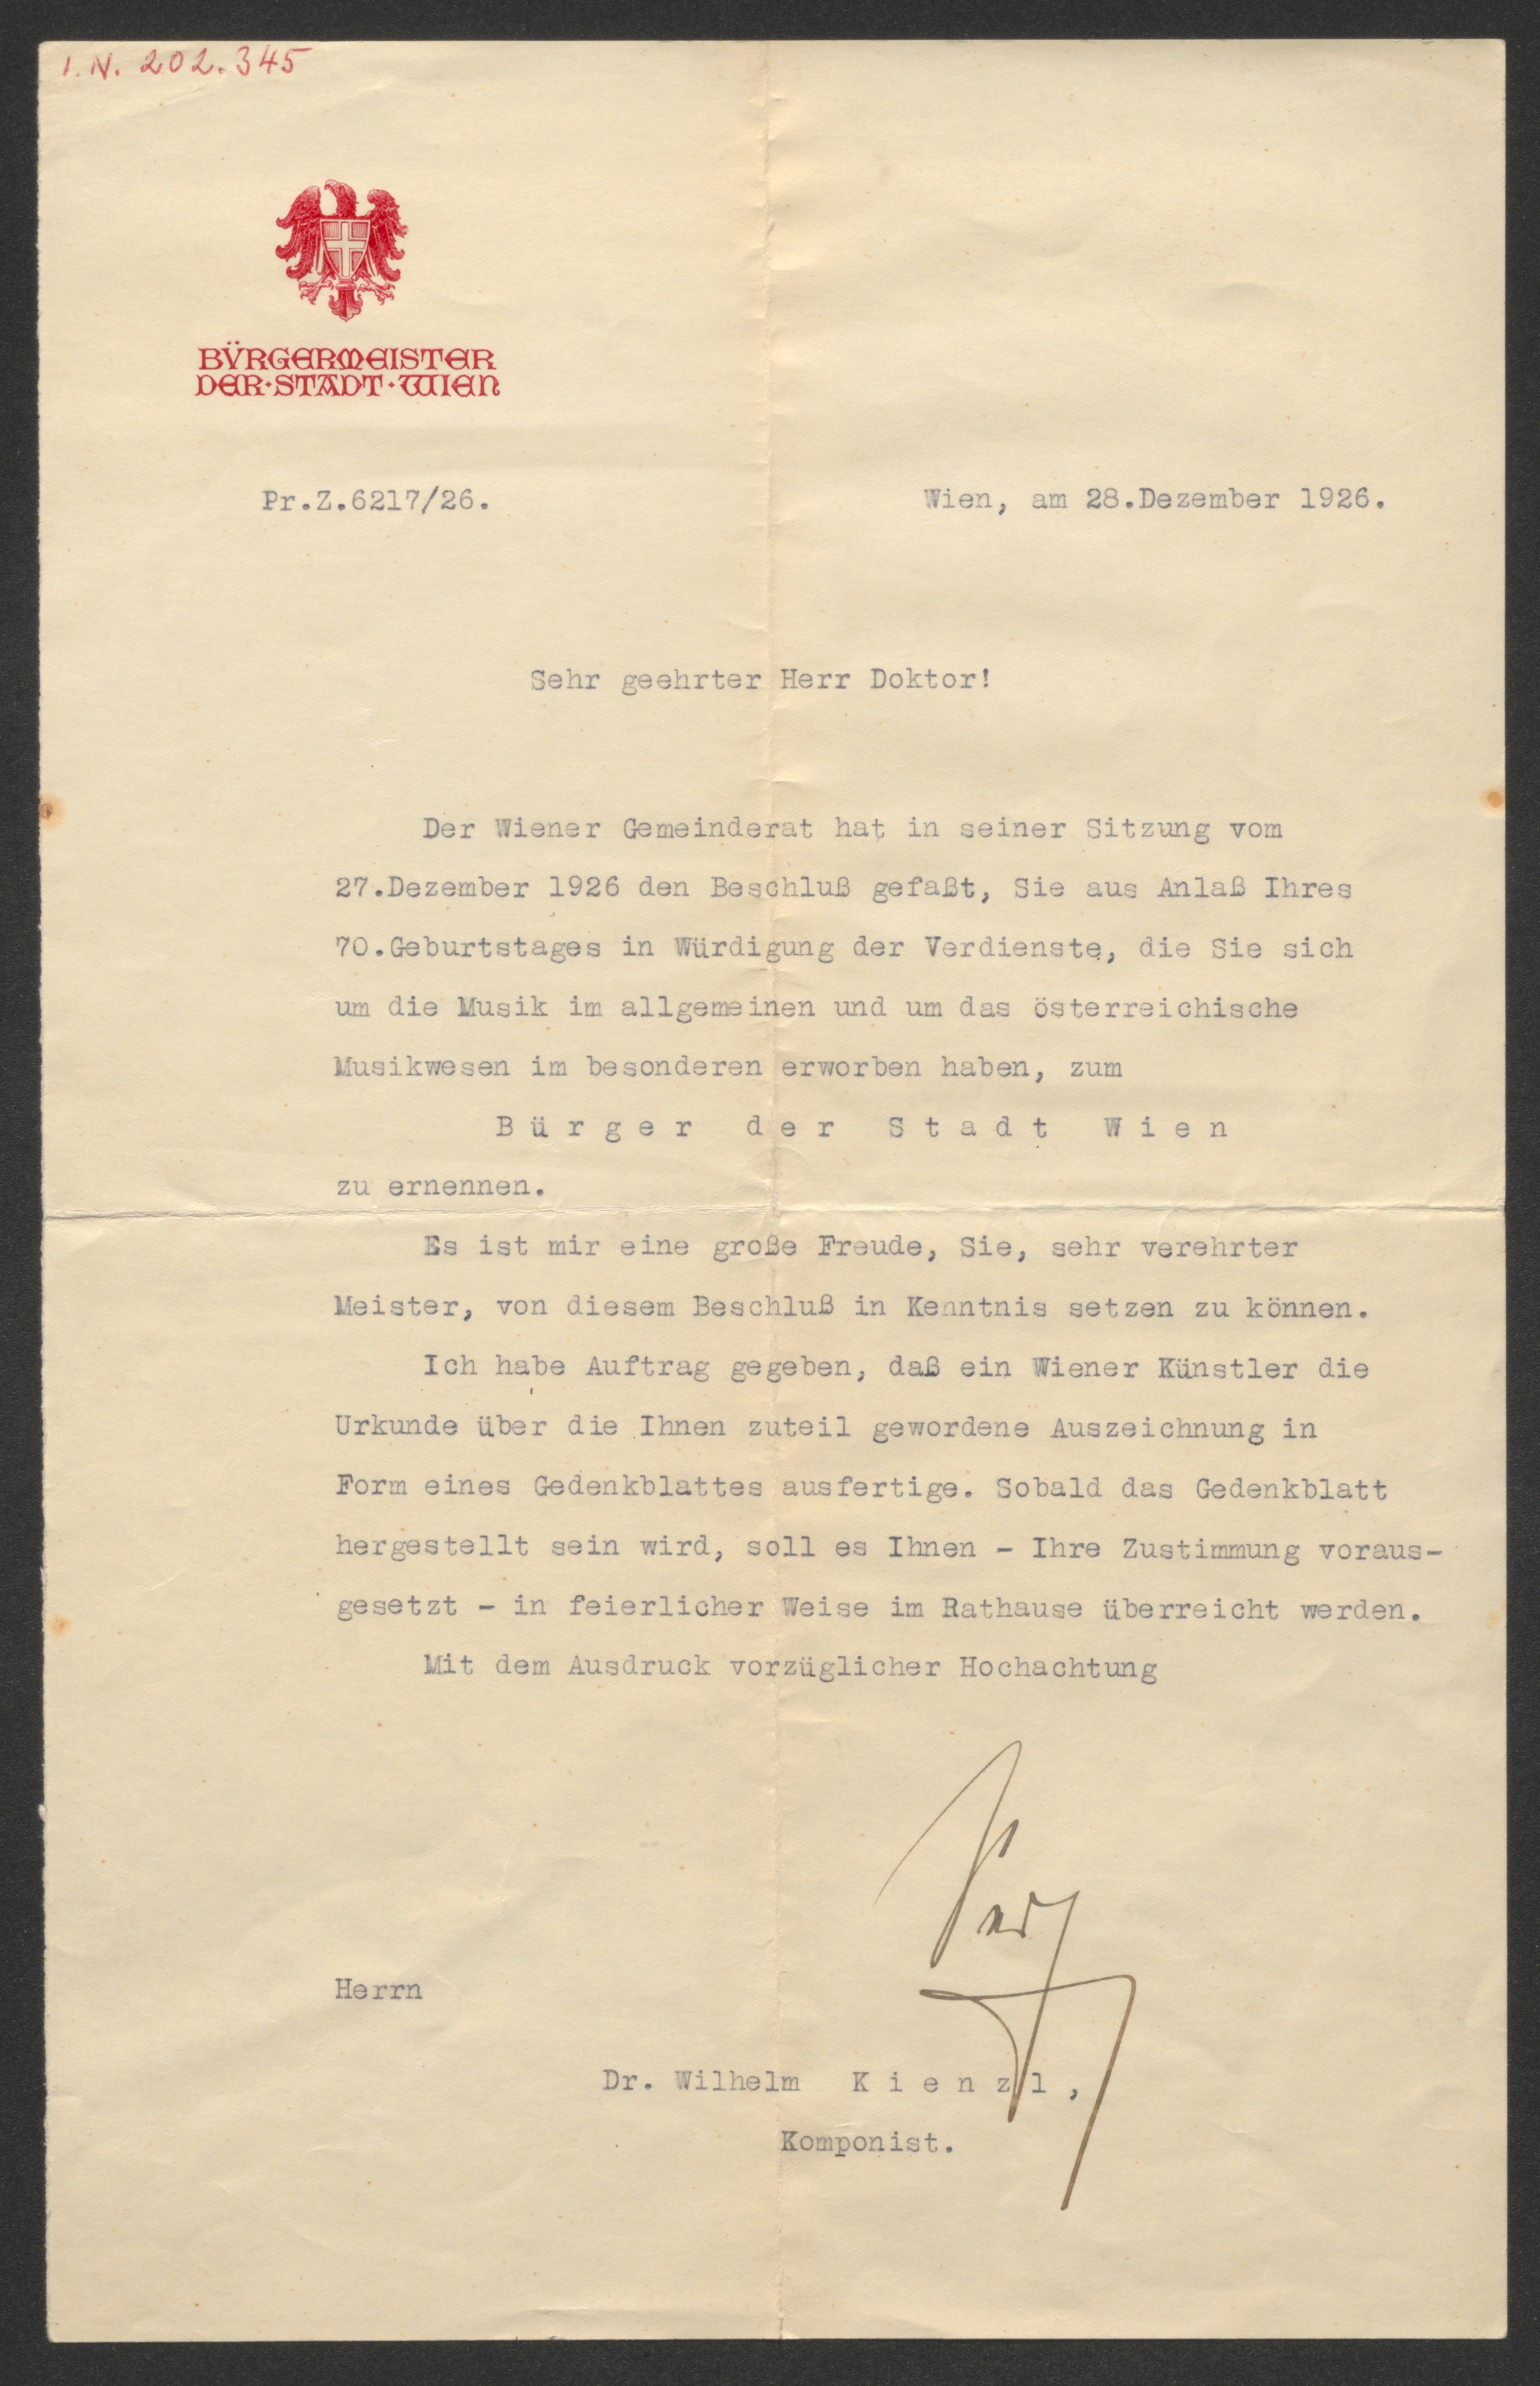 I.N. 202.345
BÜRGERMEISTER
DER·STADT·WIEN
Pr.Z.6217/26.
Wien, am 28.Dezember 1926.
Sehr geehrter Herr Doktor!
Der Wiener Gemeinderat hat in seiner Sitzung vom
27.Dezember 1926 den Beschluß gefaßt, Sie aus Anlaß Ihres
70.Geburtstages in Würdigung der Verdienste, die Sie sich
um die Musik im allgemeinen und um das österreichische
Musikwesen im besonderen erworben haben, zum
B ü r g e r   d e r   S t a d t   W i e n
zu ernennen.
Es ist mir eine große Freude, Sie, sehr verehrter
Meister, von diesem Beschluß in Kenntnis setzen zu können.
Ich habe Auftrag gegeben, daß ein Wiener Künstler die
Urkunde über die Ihnen zuteil gewordene Auszeichnung in
Form eines Gedenkblattes ausfertige. Sobald das Gedenkblatt
hergestellt sein wird, soll es Ihnen - Ihre Zustimmung voraus-
gesetzt - in feierlicher Weise im Rathause überreicht werden.
Mit dem Ausdruck vorzüglicher Hochachtung
Herrn
Dr. Wilhelm   K i e n z l ,
Komponist.